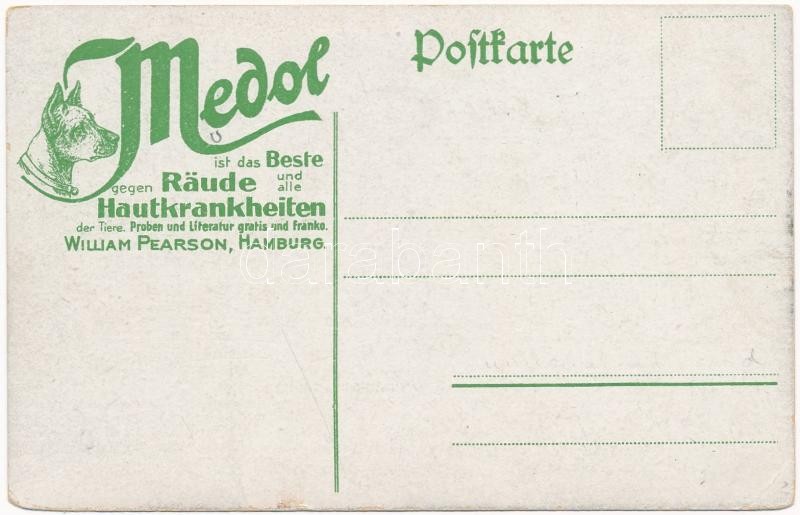 Medol
ist das Beste
gegen Räude und alle
Hautkrankheiten
der Tiere. Proben und Literatur gratis und franko.
WILLIAM PEARSON, HAMBURG.
Postkarte
darabanth